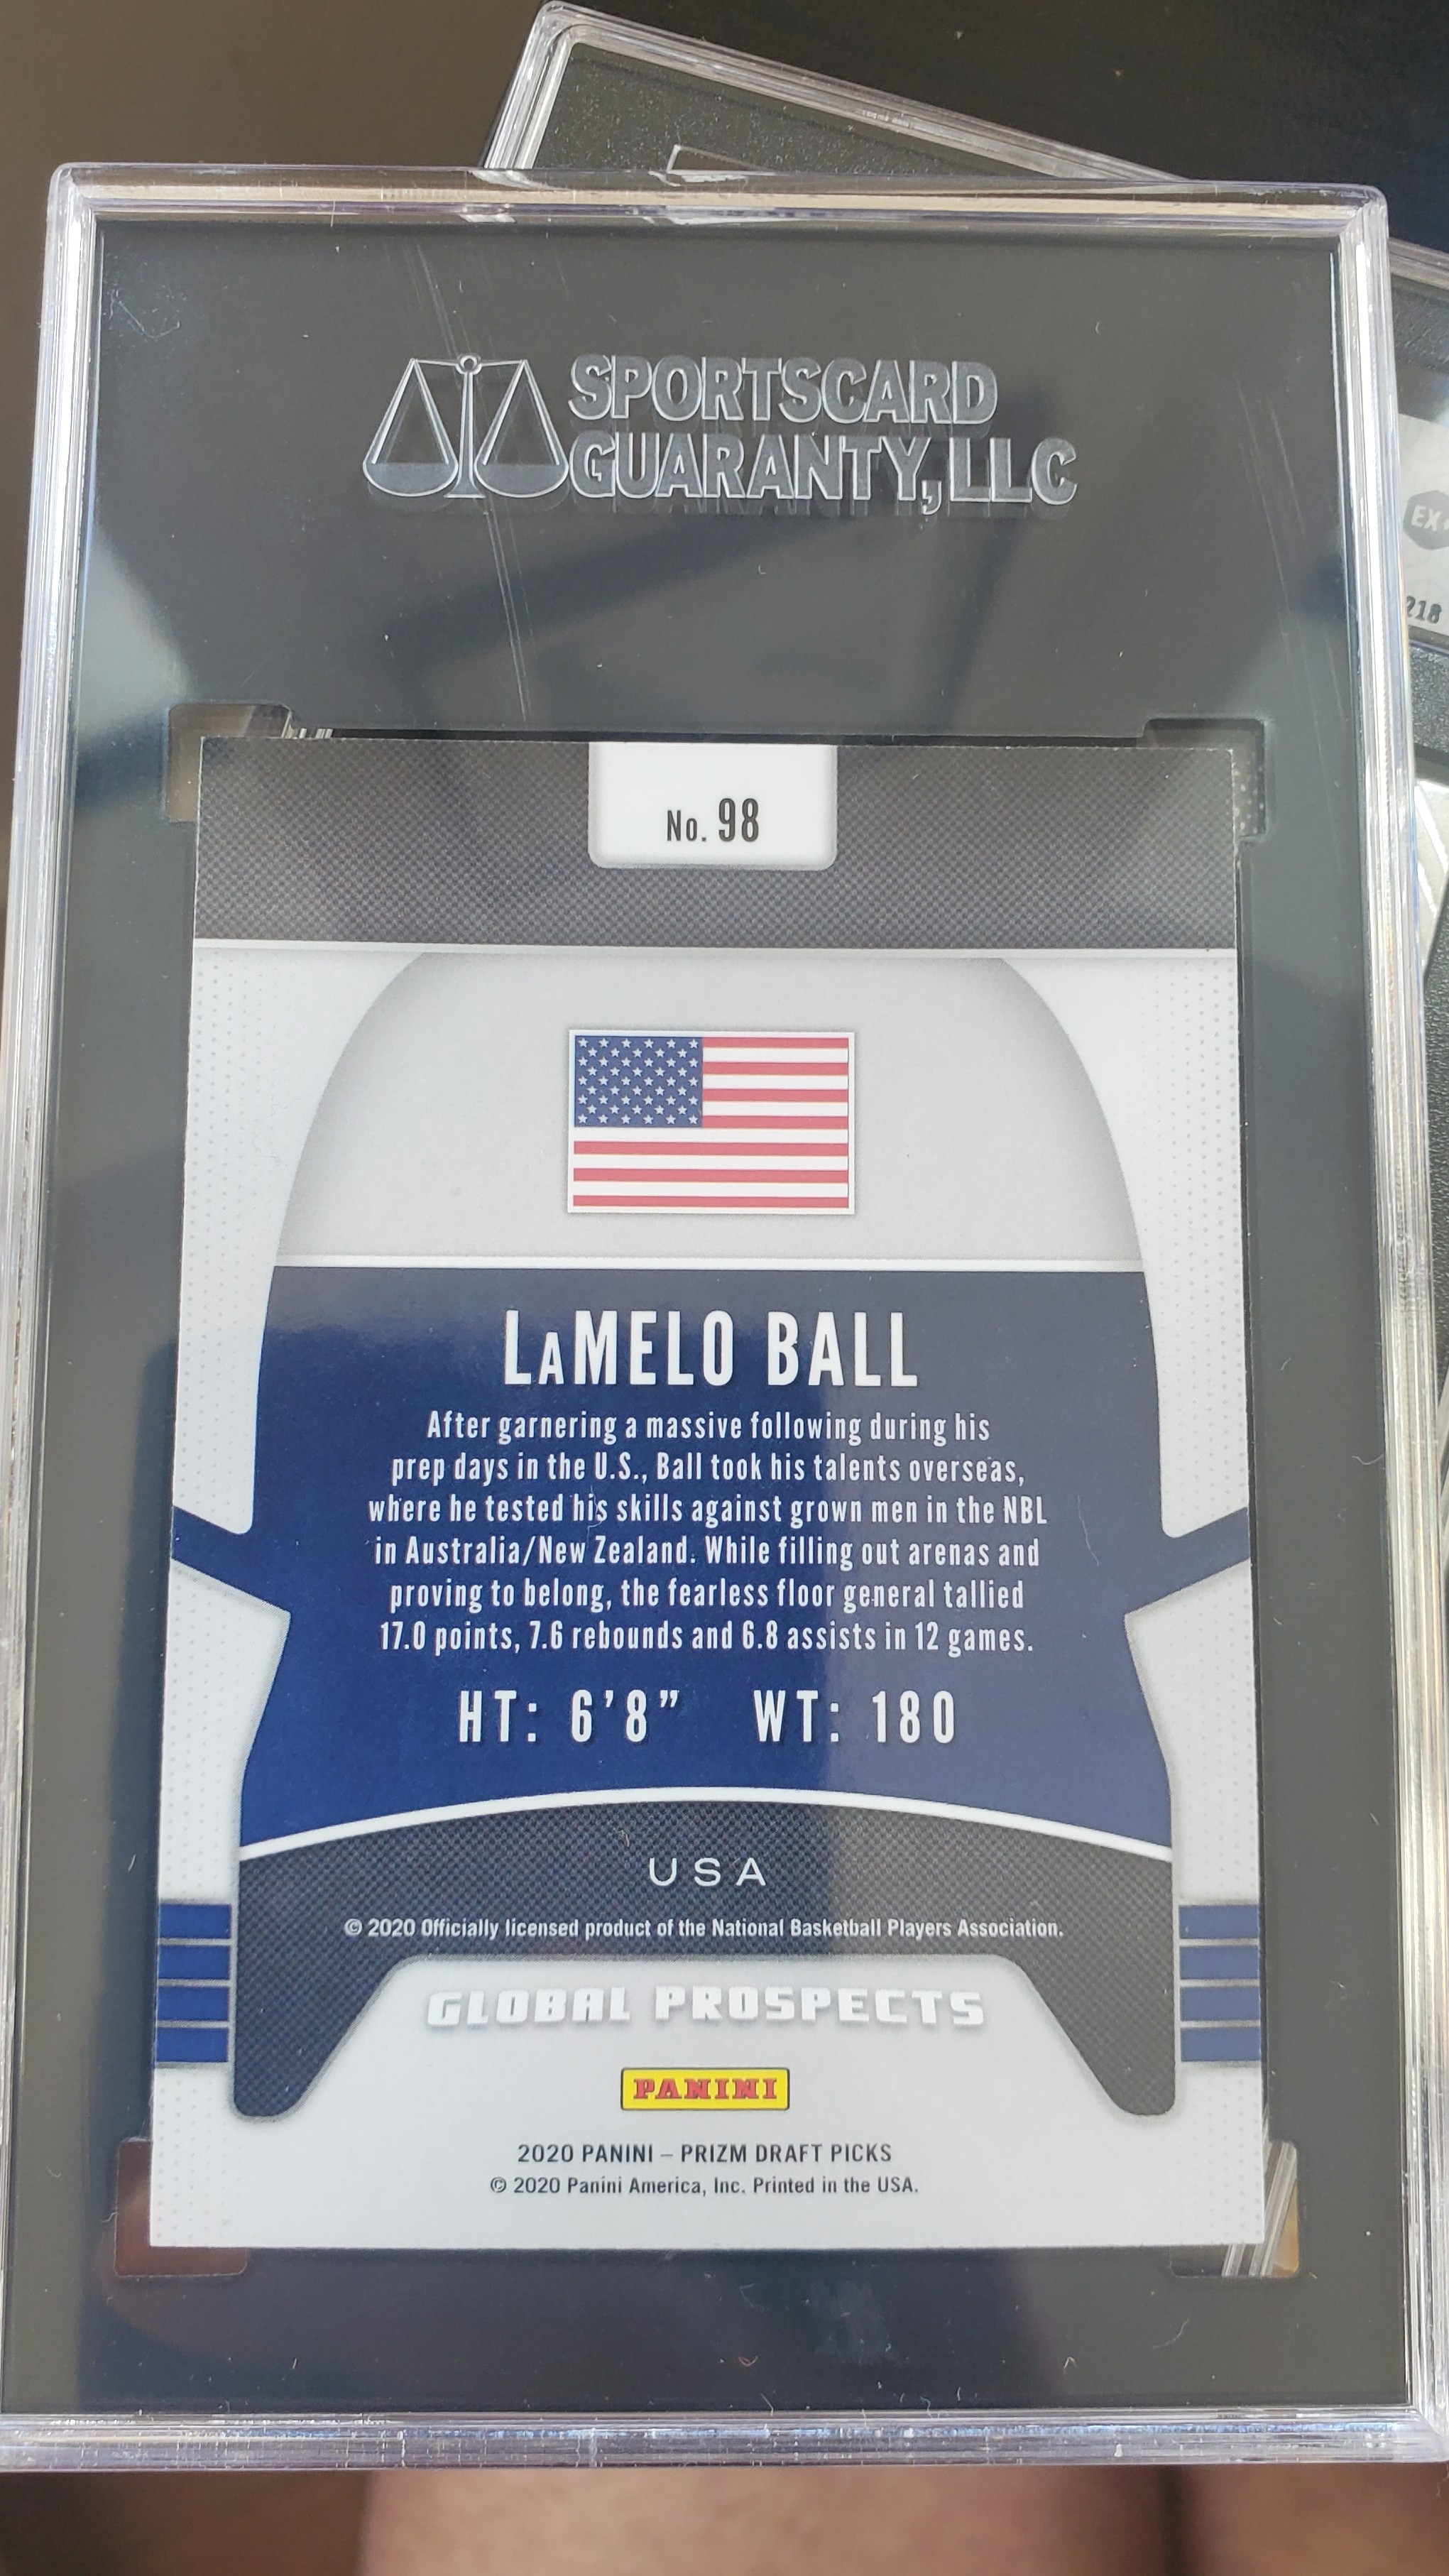 SPORTSCARD
GUARANTY, LLC
EX
218
No. 98
LaMELO BALL
After garnering a massive following during his
prep days in the U.S., Ball took his talents overseas,
where he tested his skills against grown men in the NBL
in Australia/New Zealand. While filling out arenas and
proving to belong, the fearless floor general tallied
17.0 points, 7.6 rebounds and 6.8 assists in 12 games.
HT: 6'8" WT: 180
USA
© 2020 Officially licensed product of the National Basketball Players Association.
GLOBAL PROSPECTS
PANINI
2020 PANINI – PRIZM DRAFT PICKS
© 2020 Panini America, Inc. Printed in the USA.